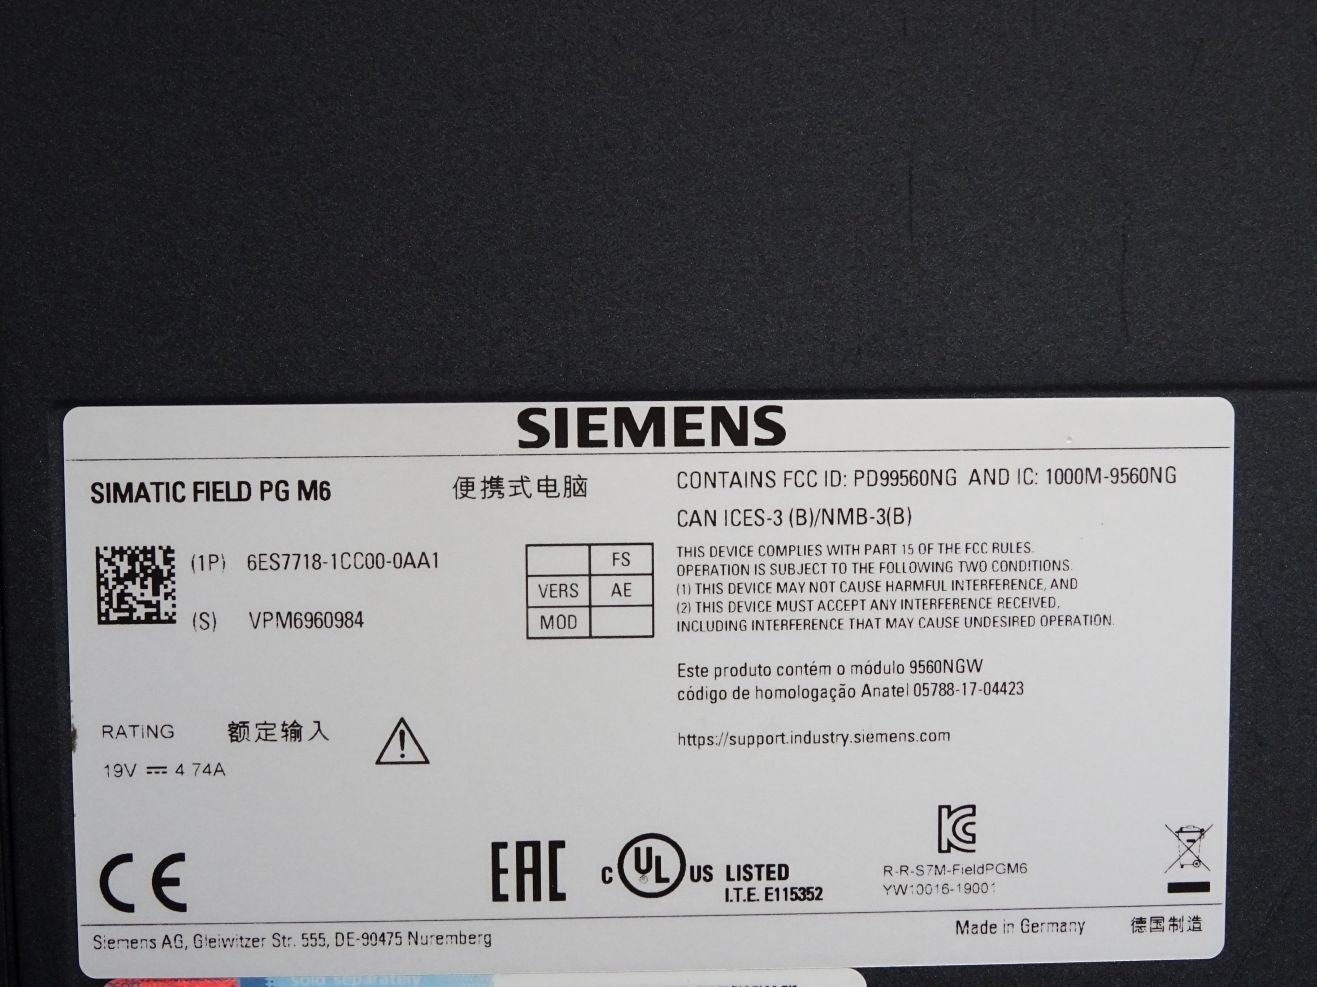 SIEMENS
SIMATIC FIELD PG M6
便携式电脑
(1P) 6ES7718-1CC00-0AA1
(S) VPM6960984
FS
VERS AE
MOD
RATING 额定输入
19V 4.74A
CONTAINS FCC ID: PD99560NG AND IC: 1000M-9560NG
CAN ICES-3 (B)/NMB-3(B)
THIS DEVICE COMPLIES WITH PART 15 OF THE FCC RULES.
OPERATION IS SUBJECT TO THE FOLLOWING TWO CONDITIONS.
(1) THIS DEVICE MAY NOT CAUSE HARMFUL INTERFERENCE, AND
(2) THIS DEVICE MUST ACCEPT ANY INTERFERENCE RECEIVED,
INCLUDING INTERFERENCE THAT MAY CAUSE UNDESIRED OPERATION.
Este produto contém o módulo 9560NGW
código de homologação Anatel 05788-17-04423
https://support.industry.siemens.com
CE
EAC
C UL US LISTED
I.T.E. E115352
R-R-S7M-FieldPGM6
YW10016-19001
Siemens AG, Gleiwitzer Str. 555, DE-90475 Nuremberg
Made in Germany 德国制造
sold separately